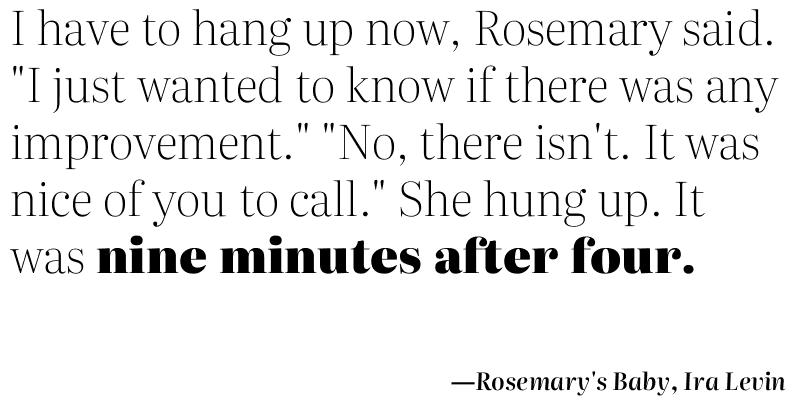 I have to hang up now, Rosemary said.
"I just wanted to know if there was any
improvement." "No, there isn't. It was
nice of you to call." She hung up. It
was nine minutes after four.
—Rosemary's Baby, Ira Levin